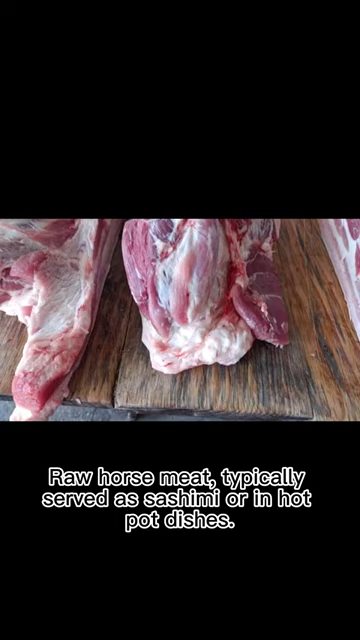 Raw horse meat, typically
served as sashimi or in hot
pot dishes.